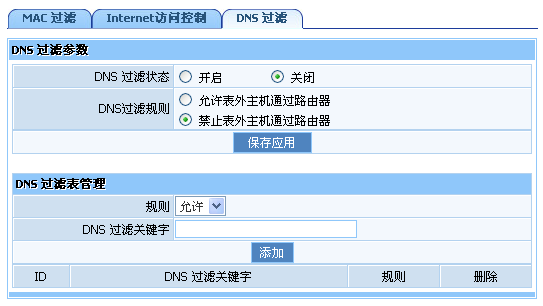 MAC 过滤 Internet访问控制 DNS 过滤
DNS 过滤参数
DNS 过滤状态 开启 关闭
DNS过滤规则 允许表外主机通过路由器
禁止表外主机通过路由器
保存应用
DNS 过滤表管理
规则 允许
DNS 过滤关键字
添加
ID DNS 过滤关键字 规则 删除